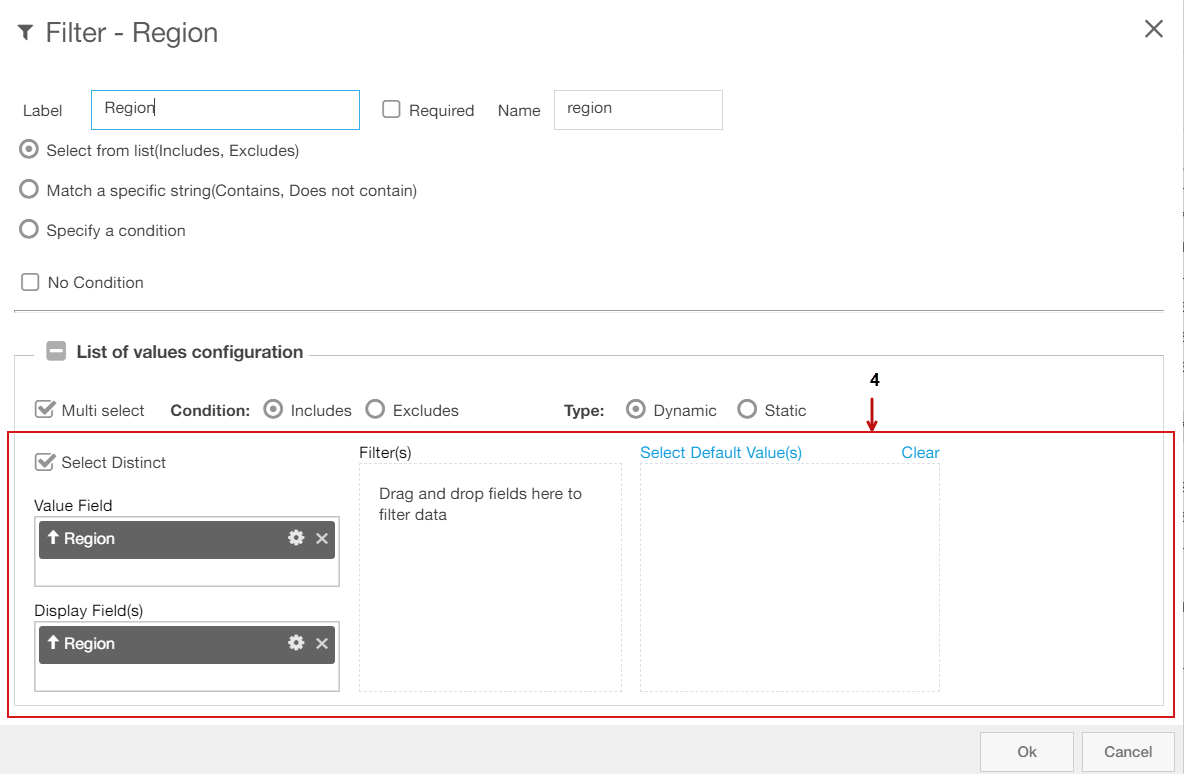 Filter - Region
Label Region Required Name region
Select from list(Includes, Excludes)
Match a specific string(Contains, Does not contain)
Specify a condition
No Condition
List of values configuration
4
Multi select Condition: Includes Excludes Type: Dynamic Static
Select Distinct
Filter(s)
Select Default Value(s) Clear
Drag and drop fields here to
filter data
Value Field
Region
Display Field(s)
Region
Ok Cancel